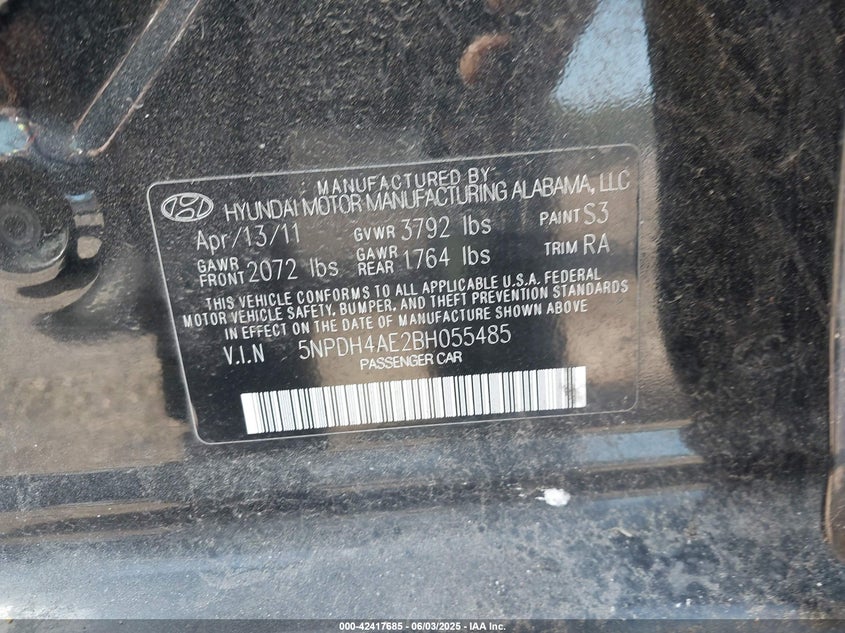 MANUFACTURED BY
HYUNDAI MOTOR MANUFACTURING ALABAMA, LLC
Apr/13/11 GVWR 3792 lbs PAINT S3
GAWR FRONT 2072 lbs GAWR REAR 1764 lbs TRIM RA
THIS VEHICLE CONFORMS TO ALL APPLICABLE U.S.A. FEDERAL
MOTOR VEHICLE SAFETY, BUMPER, AND THEFT PREVENTION STANDARDS
IN EFFECT ON THE DATE OF MANUFACTURE SHOWN ABOVE
V.I.N 5NPDH4AE2BH055485
PASSENGER CAR
000-42417685 - 06/03/2025 - IAA Inc.